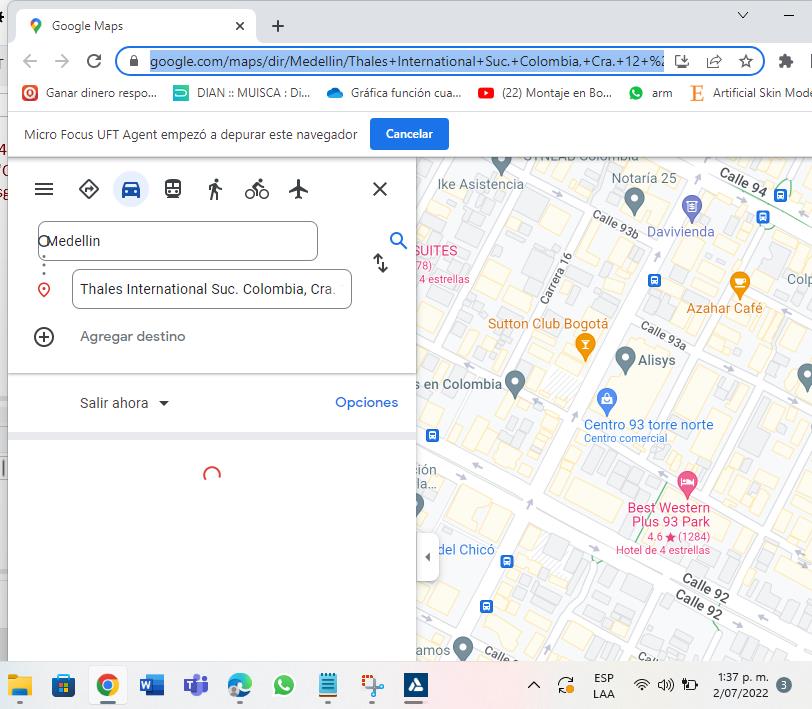 Google Maps
google.com/maps/dir/Medellin/Thales+International+Suc.+Colombia,+Cra.+12+%2
Ganar dinero respo...
DIAN :: MUISCA : Di...
Gráfica función cua...
(22) Montaje en Bo...
arm
Artificial Skin Mode
Micro Focus UFT Agent empezó a depurar este navegador
Cancelar
Medellin
Thales International Suc. Colombia, Cra.
Agregar destino
Salir ahora
Opciones
Ike Asistencia
Notaría 25
Calle 94
Calle 93b
Davivienda
SUITES
78)
4 estrellas
Carrera 16
Azahar Café
Colp
Sutton Club Bogotá
Calle 93a
Alisys
s en Colombia
Centro 93 torre norte
Centro comercial
ción
la...
Best Western
Plus 93 Park
4.6 ★ (1284)
Hotel de 4 estrellas
del Chicó
Calle 92
Calle 92
amos
ESP
LAA
1:37 p. m.
2/07/2022
3